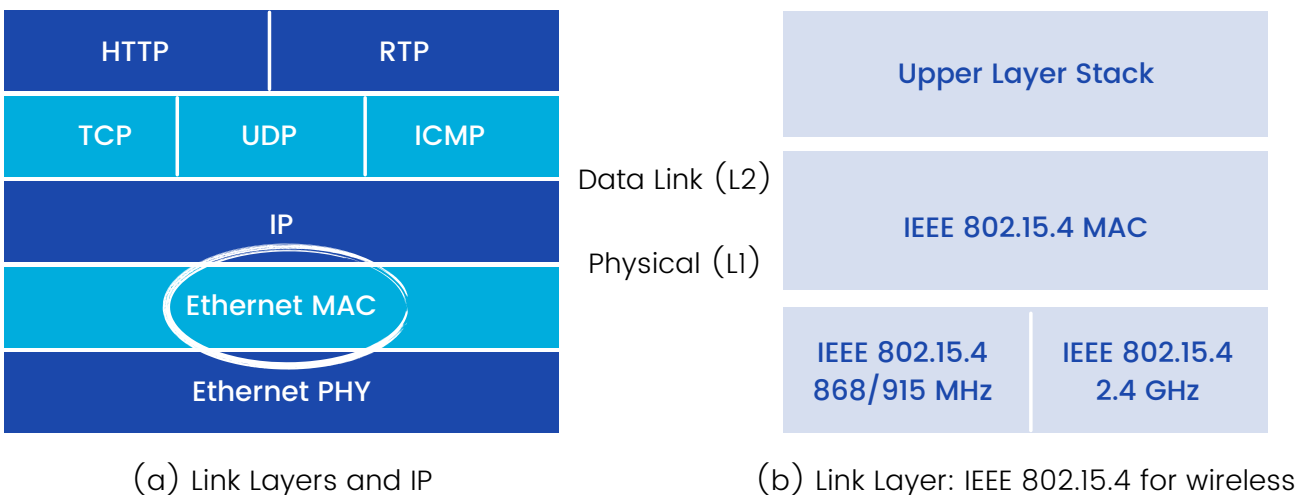 HTTP
RTP
TCP
UDP
ICMP
IP
Ethernet MAC
Ethernet PHY
(a) Link Layers and IP
Data Link (L2)
Physical (L1)
Upper Layer Stack
IEEE 802.15.4 MAC
IEEE 802.15.4
868/915 MHz
IEEE 802.15.4
2.4 GHz
(b) Link Layer: IEEE 802.15.4 for wireless